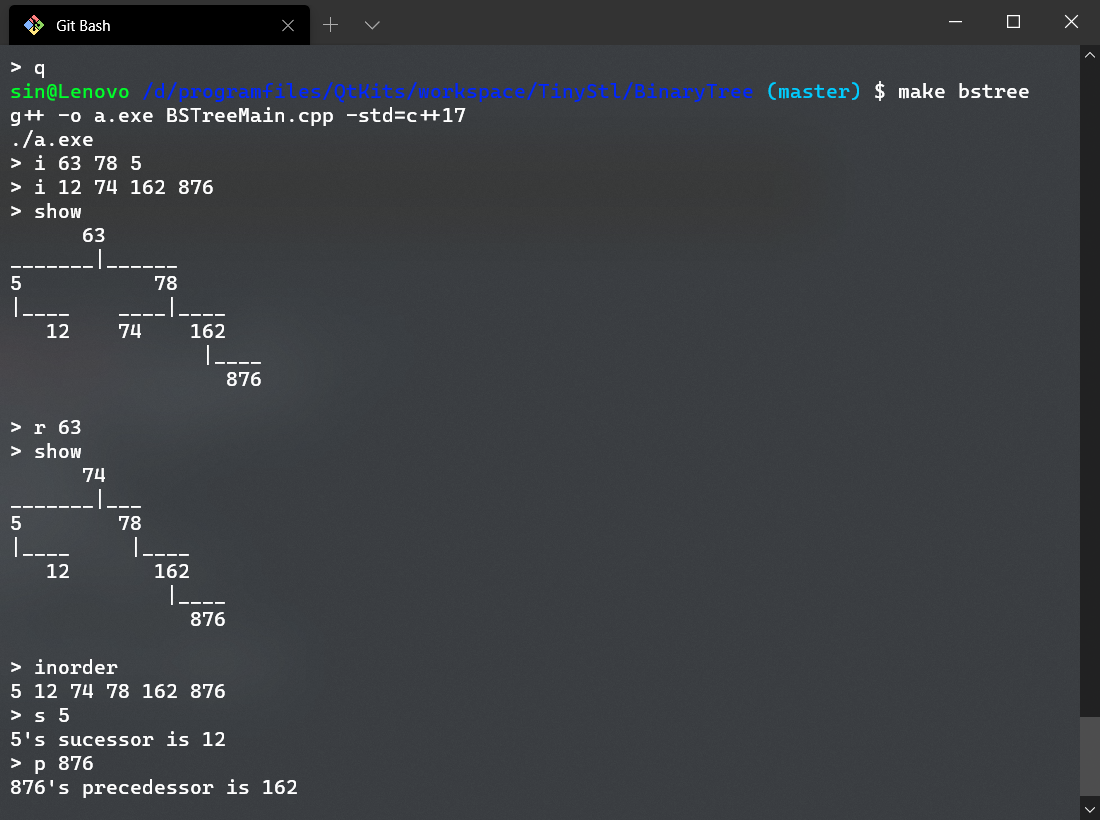 Git Bash
> q
sin@Lenovo /d/programfiles/QtKits/workspace/TinyStl/BinaryTree (master) $ make bstree
g++ -o a.exe BSTreeMain.cpp -std=c++17
./a.exe
> i 63 78 5
> i 12 74 162 876
> show
      63
_______|______
5           78
|____    ____|____
   12    74    162
                |____
                  876
> r 63
> show
      74
_______|___
5        78
|____     |____
   12       162
             |____
               876
> inorder
5 12 74 78 162 876
> s 5
5's sucessor is 12
> p 876
876's precedessor is 162